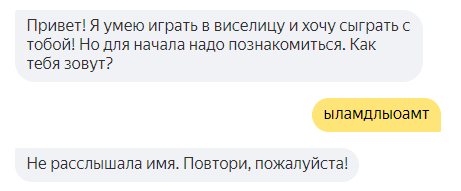 Привет! Я умею играть в виселицу и хочу сыграть с
тобой! Но для начала надо познакомиться. Как
тебя зовут?
ыламдлыоамт
Не расслышала имя. Повтори, пожалуйста!